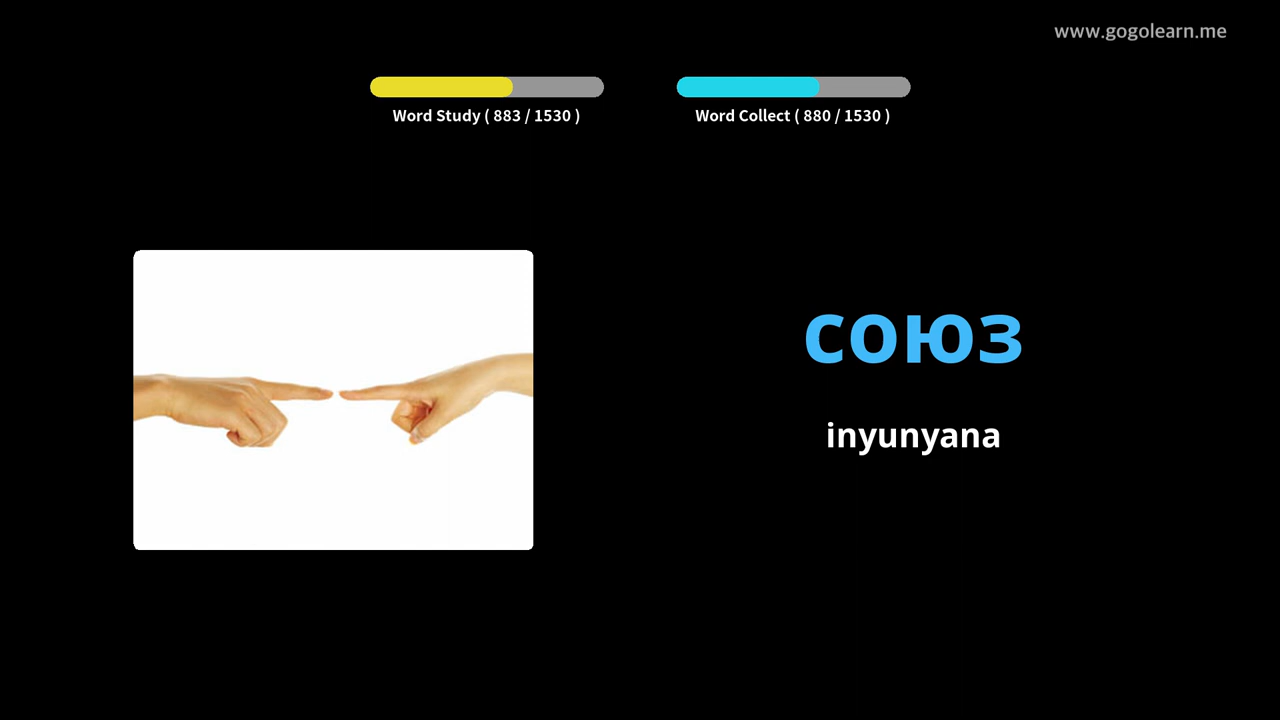 www.gogolearn.me
Word Study ( 883 / 1530 )
Word Collect ( 880 / 1530 )
союз
inyunyana